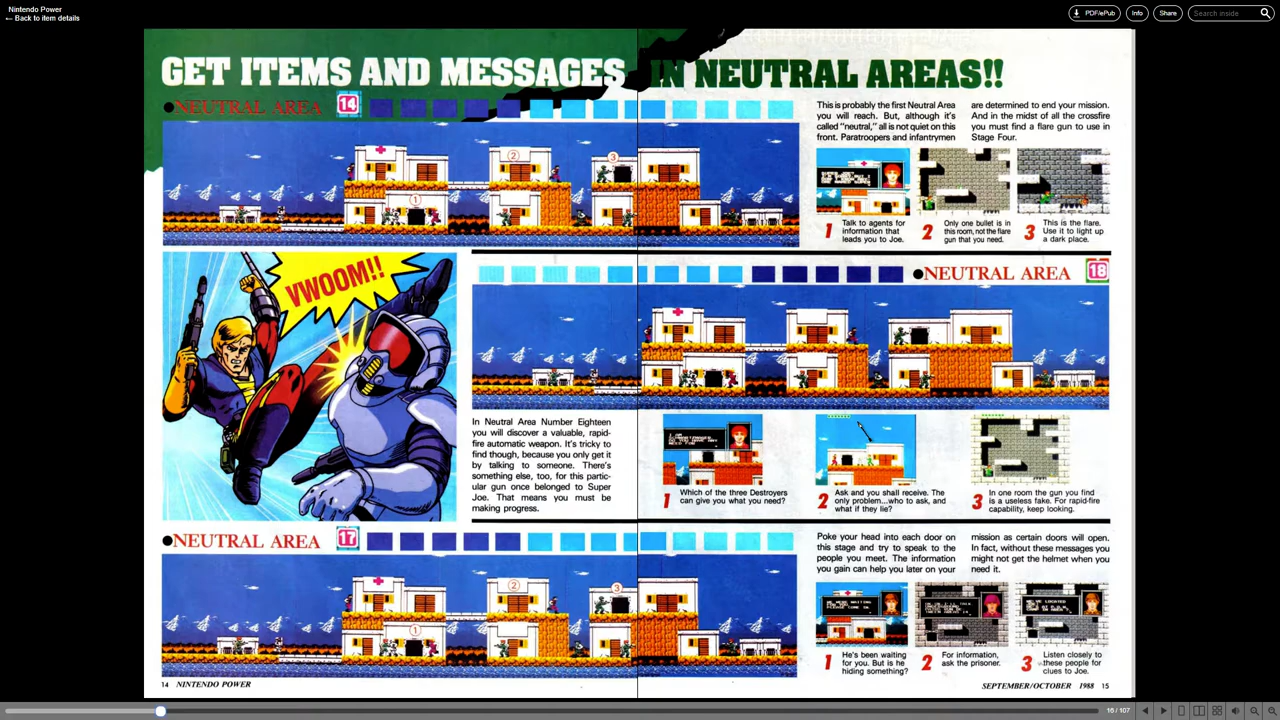 Nintendo Power
← Back to item details
PDF/ePub
Info
Share
Search inside
GET ITEMS AND MESSAGES IN NEUTRAL AREAS!!
NEUTRAL AREA 14
This is probably the first Neutral Area
you will reach. But, although it's
called "neutral," all is not quiet on this
front. Paratroopers and infantrymen
are determined to end your mission.
And in the midst of all the crossfire
you must find a flare gun to use in
Stage Four.
1
2
3
1 Talk to agents for
information that
leads you to Joe.
2 Only one bullet is in
this room, not the flare
gun that you need.
3 This is the flare.
Use it to light up
a dark place.
VWOOM!!
NEUTRAL AREA 18
In Neutral Area Number Eighteen
you will discover a valuable, rapid-
fire automatic weapon. It's tricky to
find though, because you only get it
by talking to someone. There's
something else, too, for this partic-
ular gun once belonged to Super
Joe. That means you must be
making progress.
1 Which of the three Destroyers
can give you what you need?
2 Ask and you shall receive. The
only problem...who to ask, and
what if they lie?
3 In one room the gun you find
is a useless fake. For rapid-fire
capability, keep looking.
NEUTRAL AREA 17
Poke your head into each door on
this stage and try to speak to the
people you meet. The information
you gain can help you later on your
mission as certain doors will open.
In fact, without these messages you
might not get the helmet when you
need it.
1
2
3
1 He's been waiting
for you. But is he
hiding something?
2 For information,
ask the prisoner.
3 Listen closely to
these people for
clues to Joe.
14 NINTENDO POWER
SEPTEMBER/OCTOBER 1988 15
16 / 107